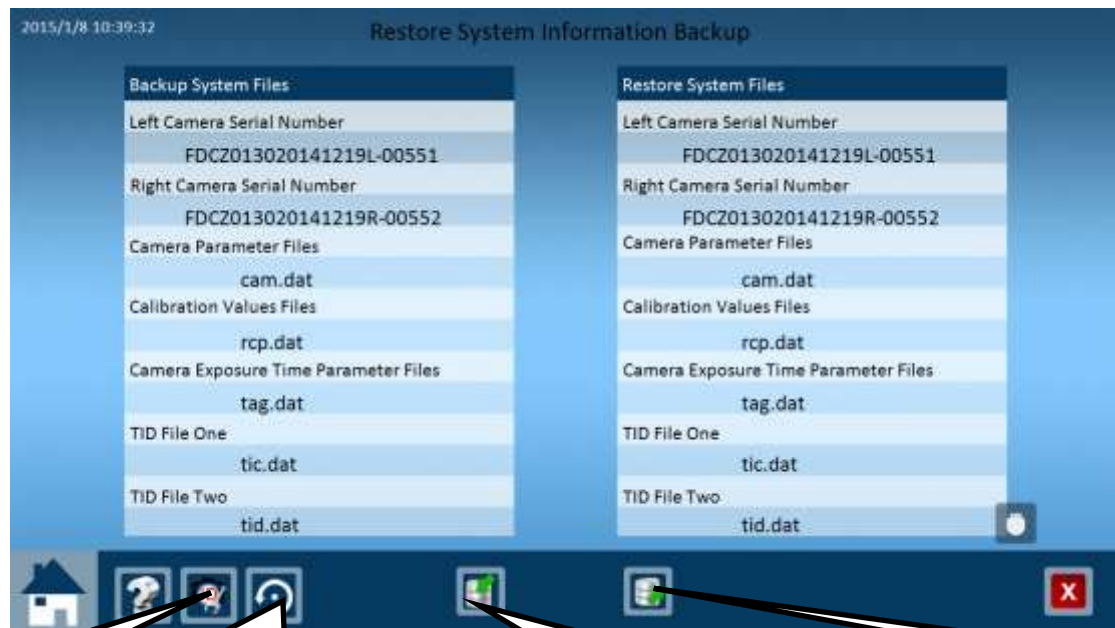 2015/1/8 10:39:32
Restore System Information Backup
Backup System Files
Left Camera Serial Number
FDCZ013020141219L-00551
Right Camera Serial Number
FDCZ013020141219R-00552
Camera Parameter Files
cam.dat
Calibration Values Files
rcp.dat
Camera Exposure Time Parameter Files
tag.dat
TID File One
tic.dat
TID File Two
tid.dat
Restore System Files
Left Camera Serial Number
FDCZ013020141219L-00551
Right Camera Serial Number
FDCZ013020141219R-00552
Camera Parameter Files
cam.dat
Calibration Values Files
rcp.dat
Camera Exposure Time Parameter Files
tag.dat
TID File One
tic.dat
TID File Two
tid.dat
X